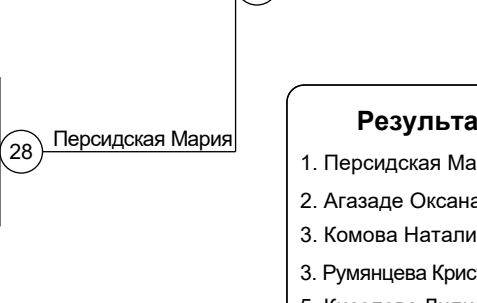 28 Персидская Мария
Результа
1. Персидская Ма
2. Агазаде Оксана
3. Комова Натали
3. Румянцева Крис